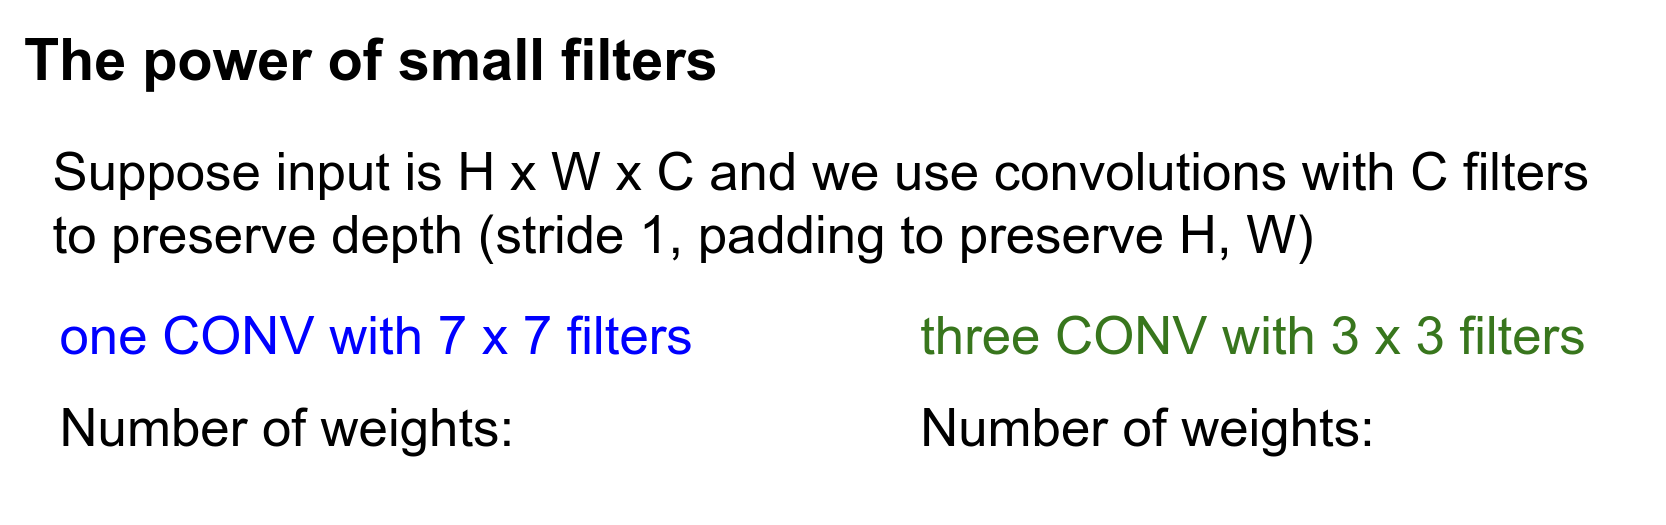 The power of small filters
Suppose input is H x W x C and we use convolutions with C filters
to preserve depth (stride 1, padding to preserve H, W)
one CONV with 7 x 7 filters
three CONV with 3 x 3 filters
Number of weights:
Number of weights: